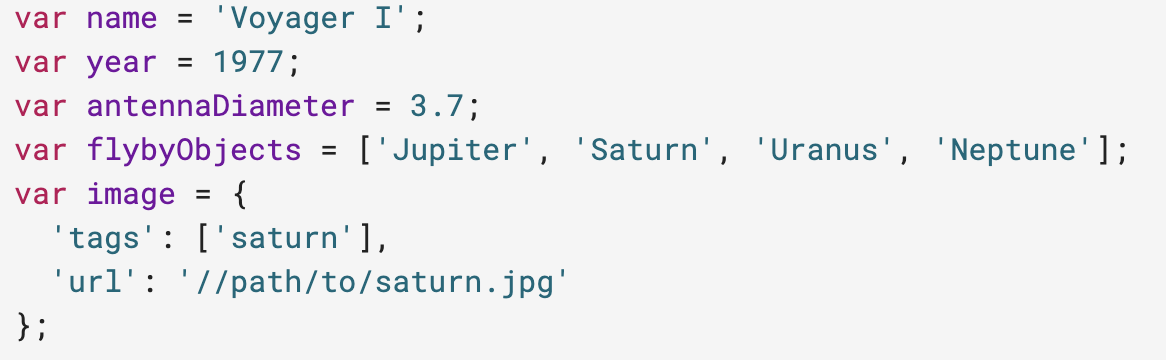 var name = 'Voyager I';
var year = 1977;
var antennaDiameter = 3.7;
var flybyObjects = ['Jupiter', 'Saturn', 'Uranus', 'Neptune'];
var image = {
  'tags': ['saturn'],
  'url': '//path/to/saturn.jpg'
};